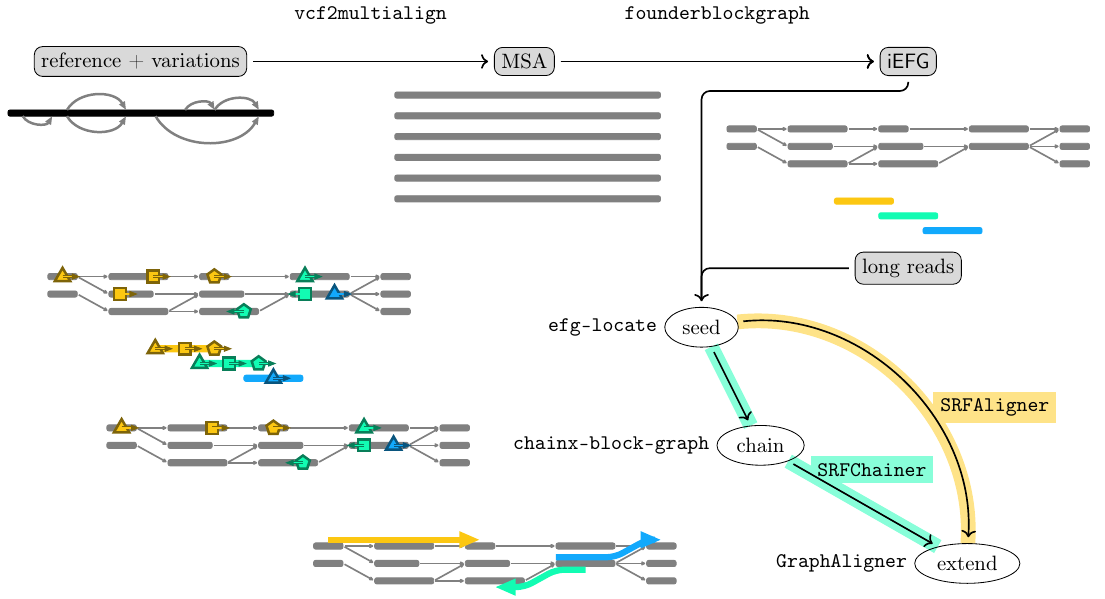 vcf2multialign
founderblockgraph
reference + variations
MSA
iEFG
long reads
efg-locate
seed
SRFAligner
chainx-block-graph
chain
SRFChainer
GraphAligner
extend